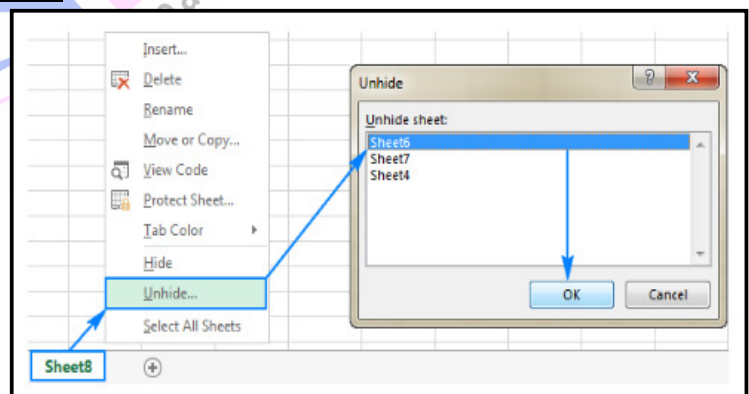 Insert...
Delete
Rename
Move or Copy...
View Code
Protect Sheet...
Tab Color
Hide
Unhide...
Select All Sheets
Sheet8
Unhide
Unhide sheet:
Sheet6
Sheet7
Sheet4
OK
Cancel